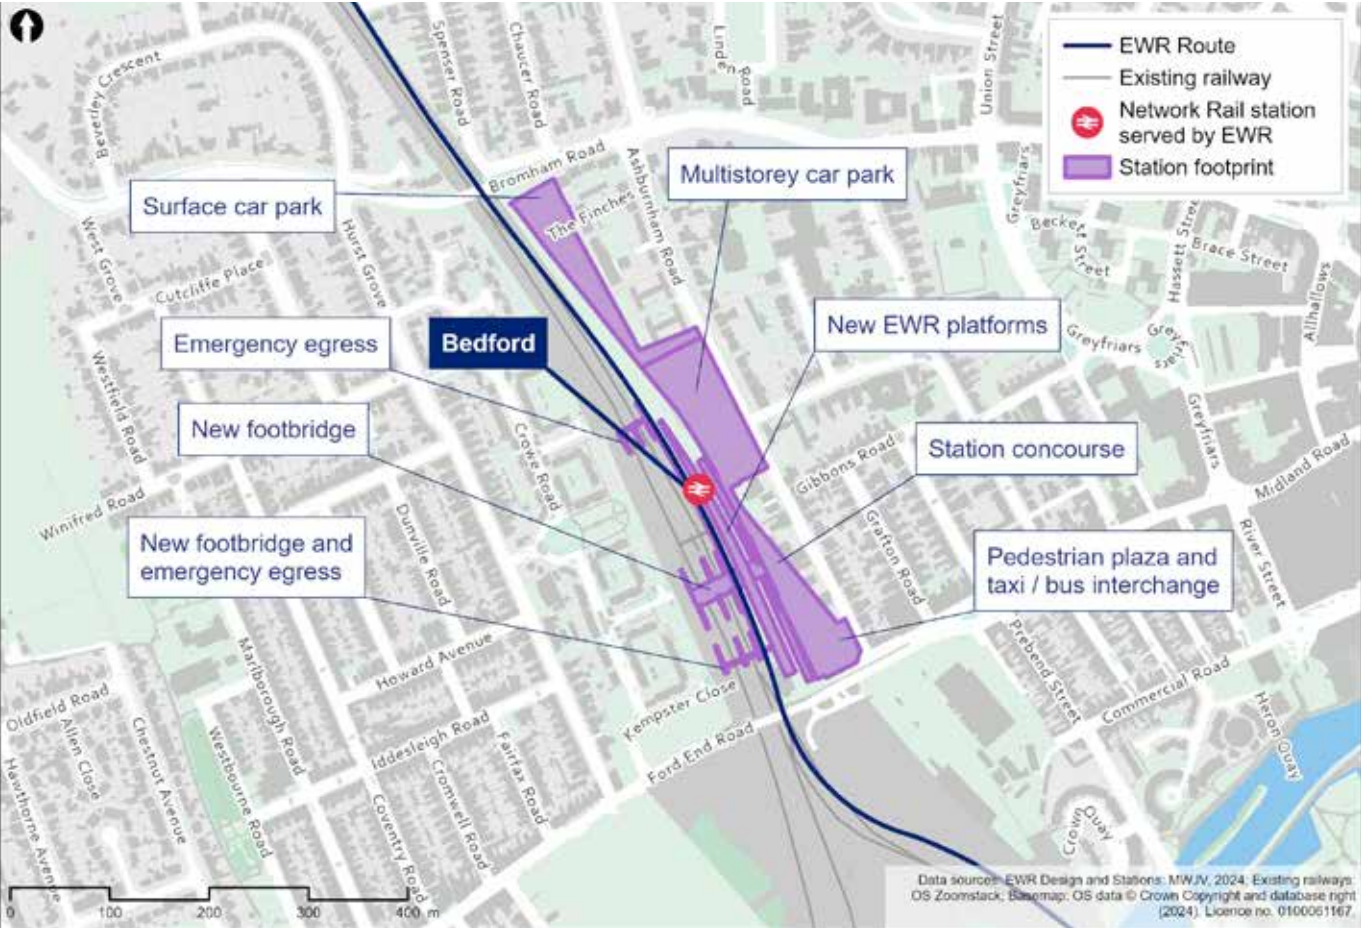 EWR Route
Existing railway
Network Rail station
served by EWR
Station footprint
Beverley Crescent
Spenser Road
Chaucer Road
Linden Road
Union Street
Bromham Road
Ashburnham Road
The Finches
Multistorey car park
Surface car park
Greyfriars
Beckett Street
Hassett Street
Brace Street
Allhallows
West Grove
Cutcliffe Place
Hurst Grove
Emergency egress
Bedford
New EWR platforms
Greyfriars
Greyfriars
Westfield Road
New footbridge
Crowe Road
Station concourse
Gibbons Road
Greyfriars
Midland Road
Winifred Road
Dunville Road
Grafton Road
River Street
New footbridge and
emergency egress
Pedestrian plaza and
taxi / bus interchange
Marlborough Road
Howard Avenue
Prebend Street
Commercial Road
Kempster Close
Oldfield Road
Allen Close
Chestnut Avenue
Westbourne Road
Iddesleigh Road
Fairfax Road
Ford End Road
Heron Quay
Hawthorne Avenue
Coventry Road
Cromwell Road
Crown Quay
0 100 200 300 400 m
Data sources: EWR Design and Stations: MWJV, 2024; Existing railways:
OS Zoomstack; Basemap: OS data © Crown Copyright and database right
(2024). Licence no. 0100061167.